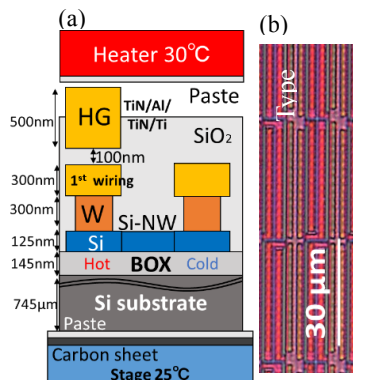 (a)
Heater 30℃
Paste
500nm
HG
TiN/Al/
TiN/Ti
SiO₂
100nm
300nm
1st wiring
300nm
W
Si-NW
125nm
Si
145nm
Hot
BOX
Cold
745μm
Si substrate
Paste
Carbon sheet
Stage 25℃
(b)
Type
30 μm